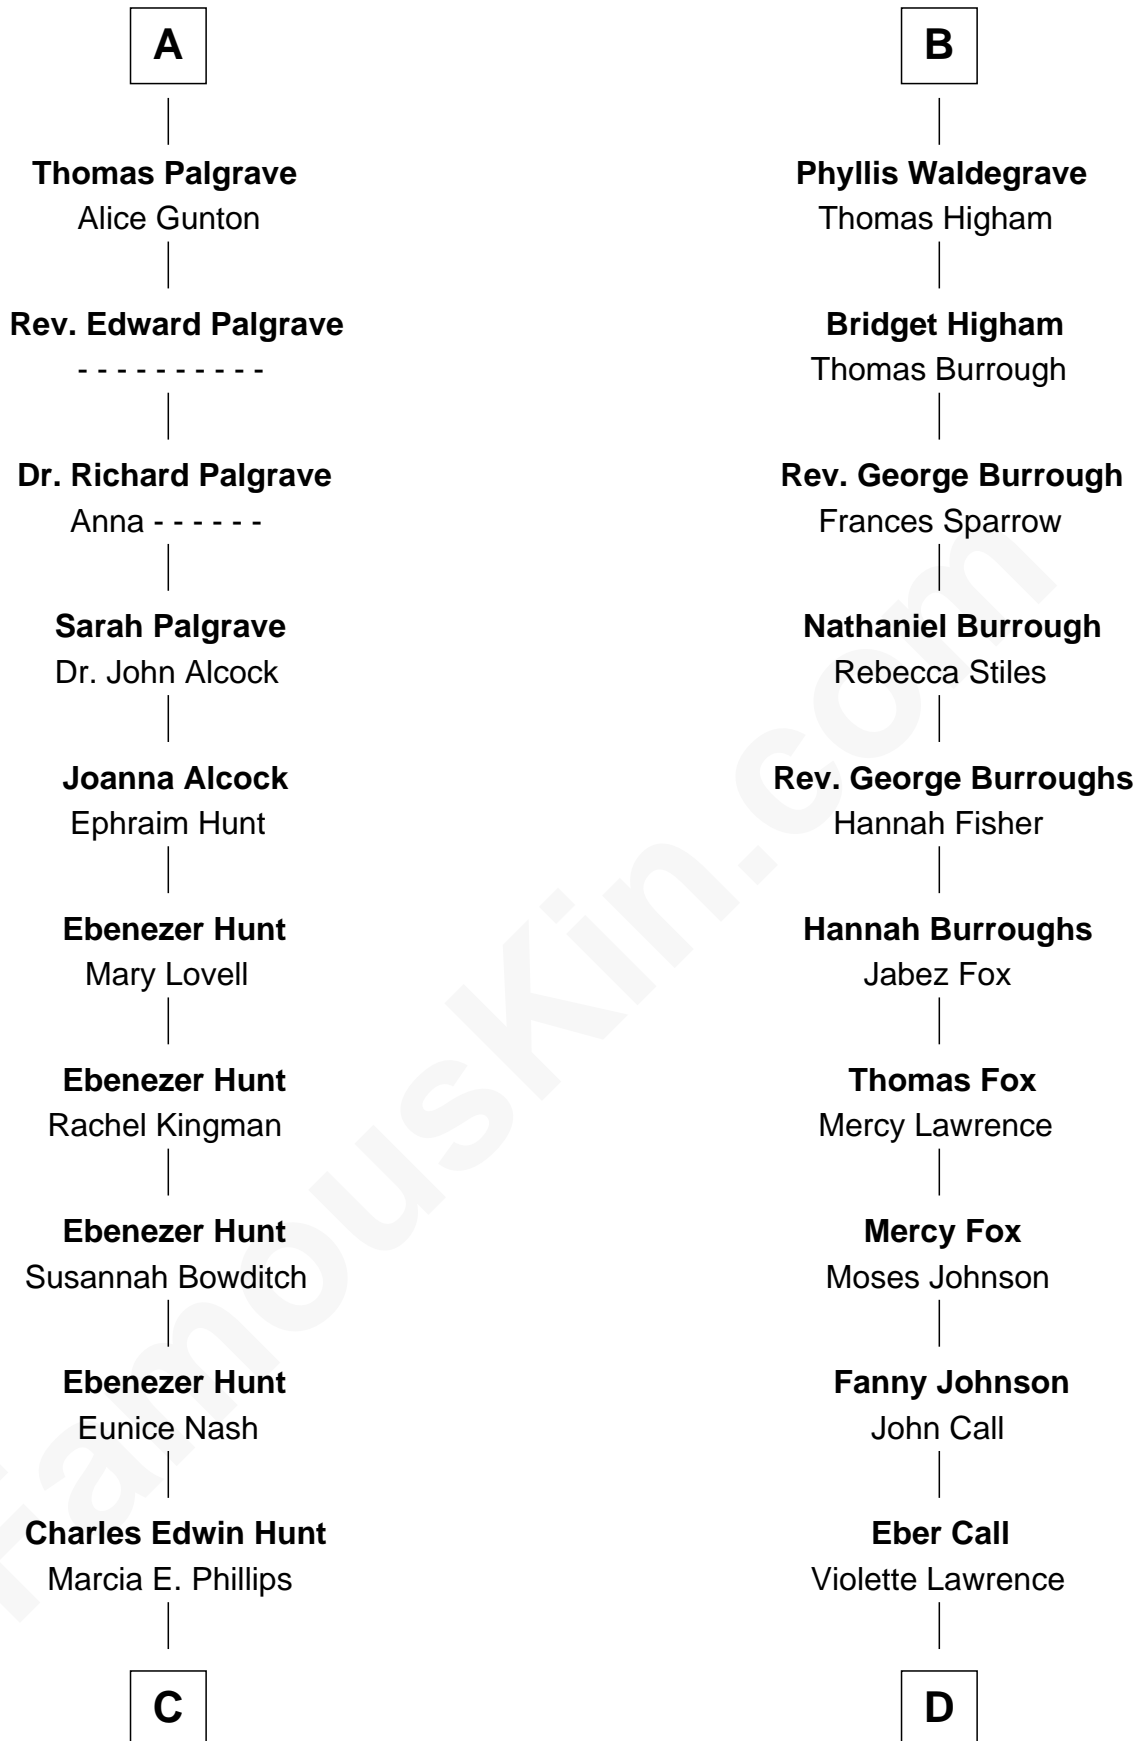 A
Thomas Palgrave
Alice Gunton
Rev. Edward Palgrave
- - - - - - - - - -
Dr. Richard Palgrave
Anna - - - - - -
Sarah Palgrave
Dr. John Alcock
Joanna Alcock
Ephraim Hunt
Ebenezer Hunt
Mary Lovell
Ebenezer Hunt
Rachel Kingman
Ebenezer Hunt
Susannah Bowditch
Ebenezer Hunt
Eunice Nash
Charles Edwin Hunt
Marcia E. Phillips
C
B
Phyllis Waldegrave
Thomas Higham
Bridget Higham
Thomas Burrough
Rev. George Burrough
Frances Sparrow
Nathaniel Burrough
Rebecca Stiles
Rev. George Burroughs
Hannah Fisher
Hannah Burroughs
Jabez Fox
Thomas Fox
Mercy Lawrence
Mercy Fox
Moses Johnson
Fanny Johnson
John Call
Eber Call
Violette Lawrence
D
FamousKin.com